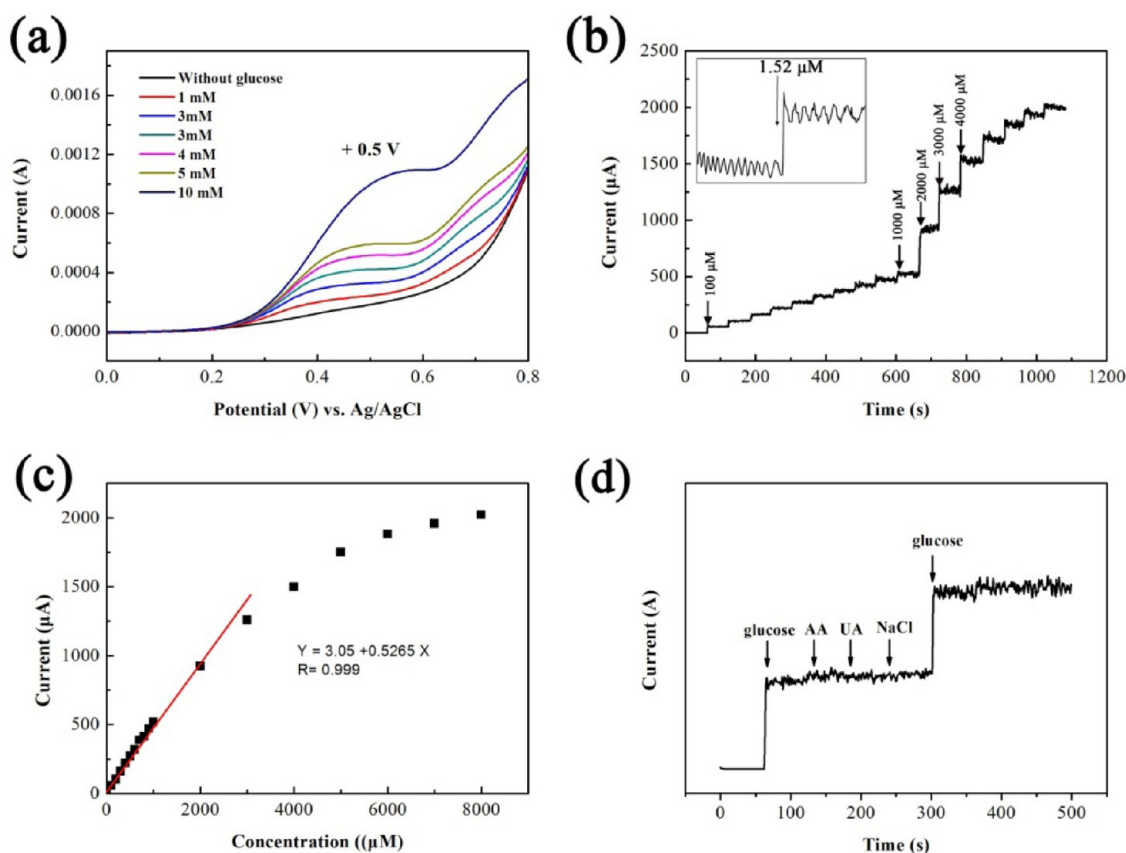 (a)
Without glucose
1 mM
3mM
3mM
4 mM
5 mM
10 mM
+ 0.5 V
0.0016
0.0012
0.0008
0.0004
0.0000
Current (A)
0.0 0.2 0.4 0.6 0.8
Potential (V) vs. Ag/AgCl
(b)
1.52 μM
100 μM
1000 μM
2000 μM
3000 μM
4000 μM
2500
2000
1500
1000
500
0
Current (μA)
0 200 400 600 800 1000 1200
Time (s)
(c)
2000
1500
1000
500
0
Current (μA)
Y = 3.05 +0.5265 X
R= 0.999
0 2000 4000 6000 8000
Concentration ((μM)
(d)
glucose
glucose AA UA NaCl
Current (A)
0 100 200 300 400 500
Time (s)